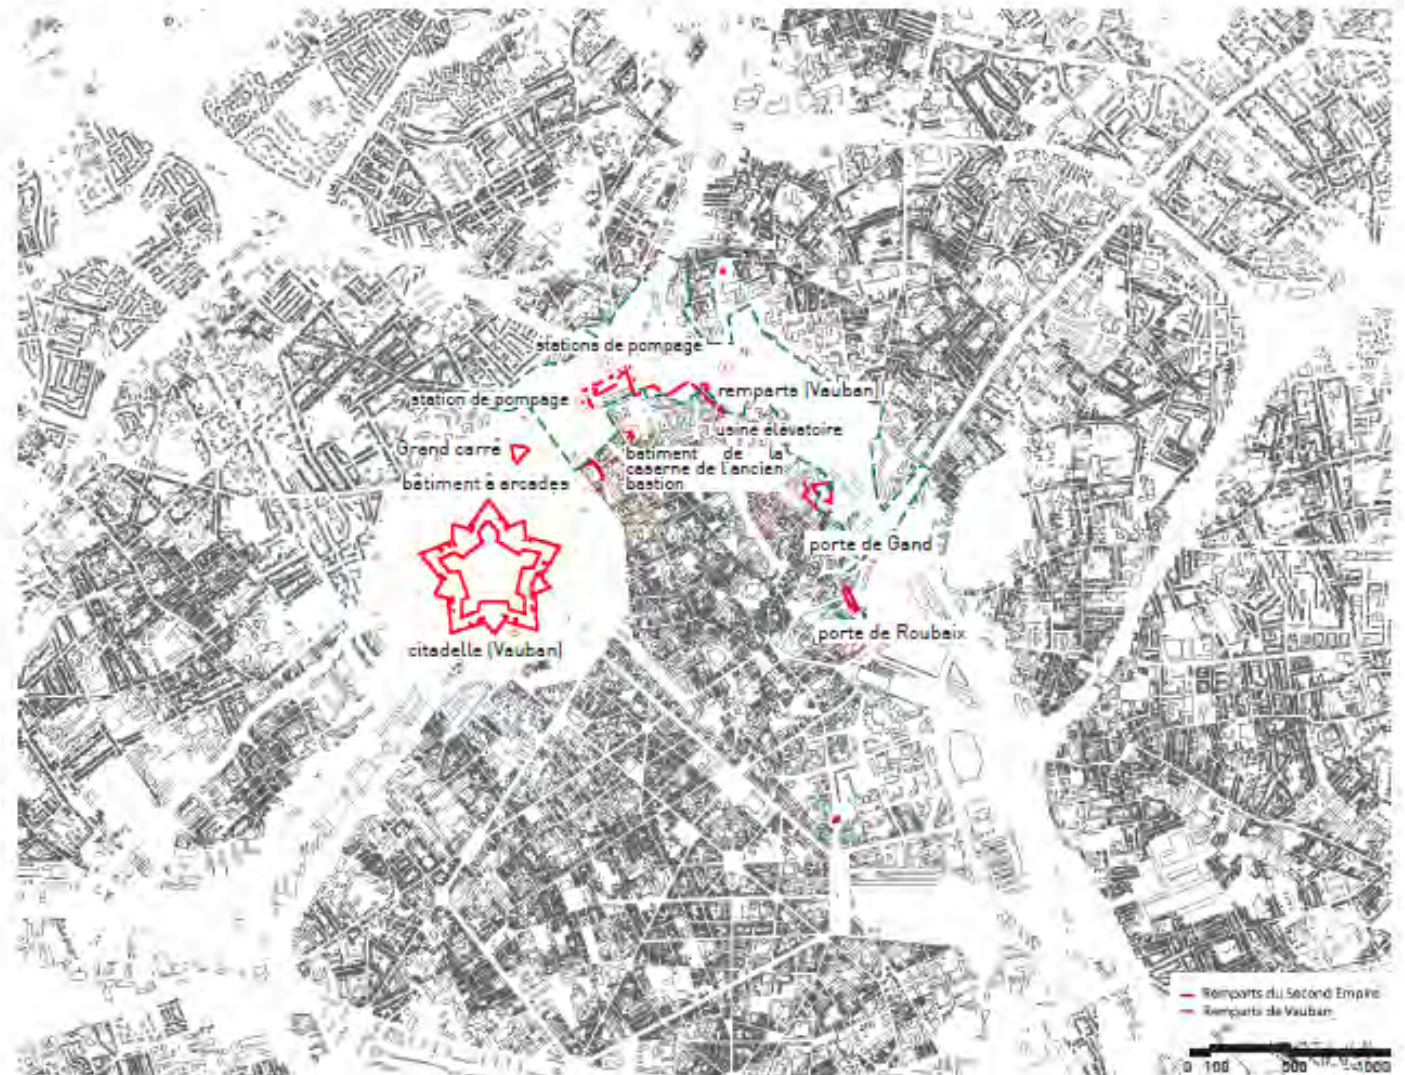 stations de pompage
station de pompage
remparts (Vauban)
usine élévatoire
Grand carré
bâtiment de la
caserne de l'ancien
bastion
bâtiment à arcades
porte de Gand
porte de Roubaix
citadelle (Vauban)
Remparts du Second Empire
Remparts de Vauban
0 100 500 1000